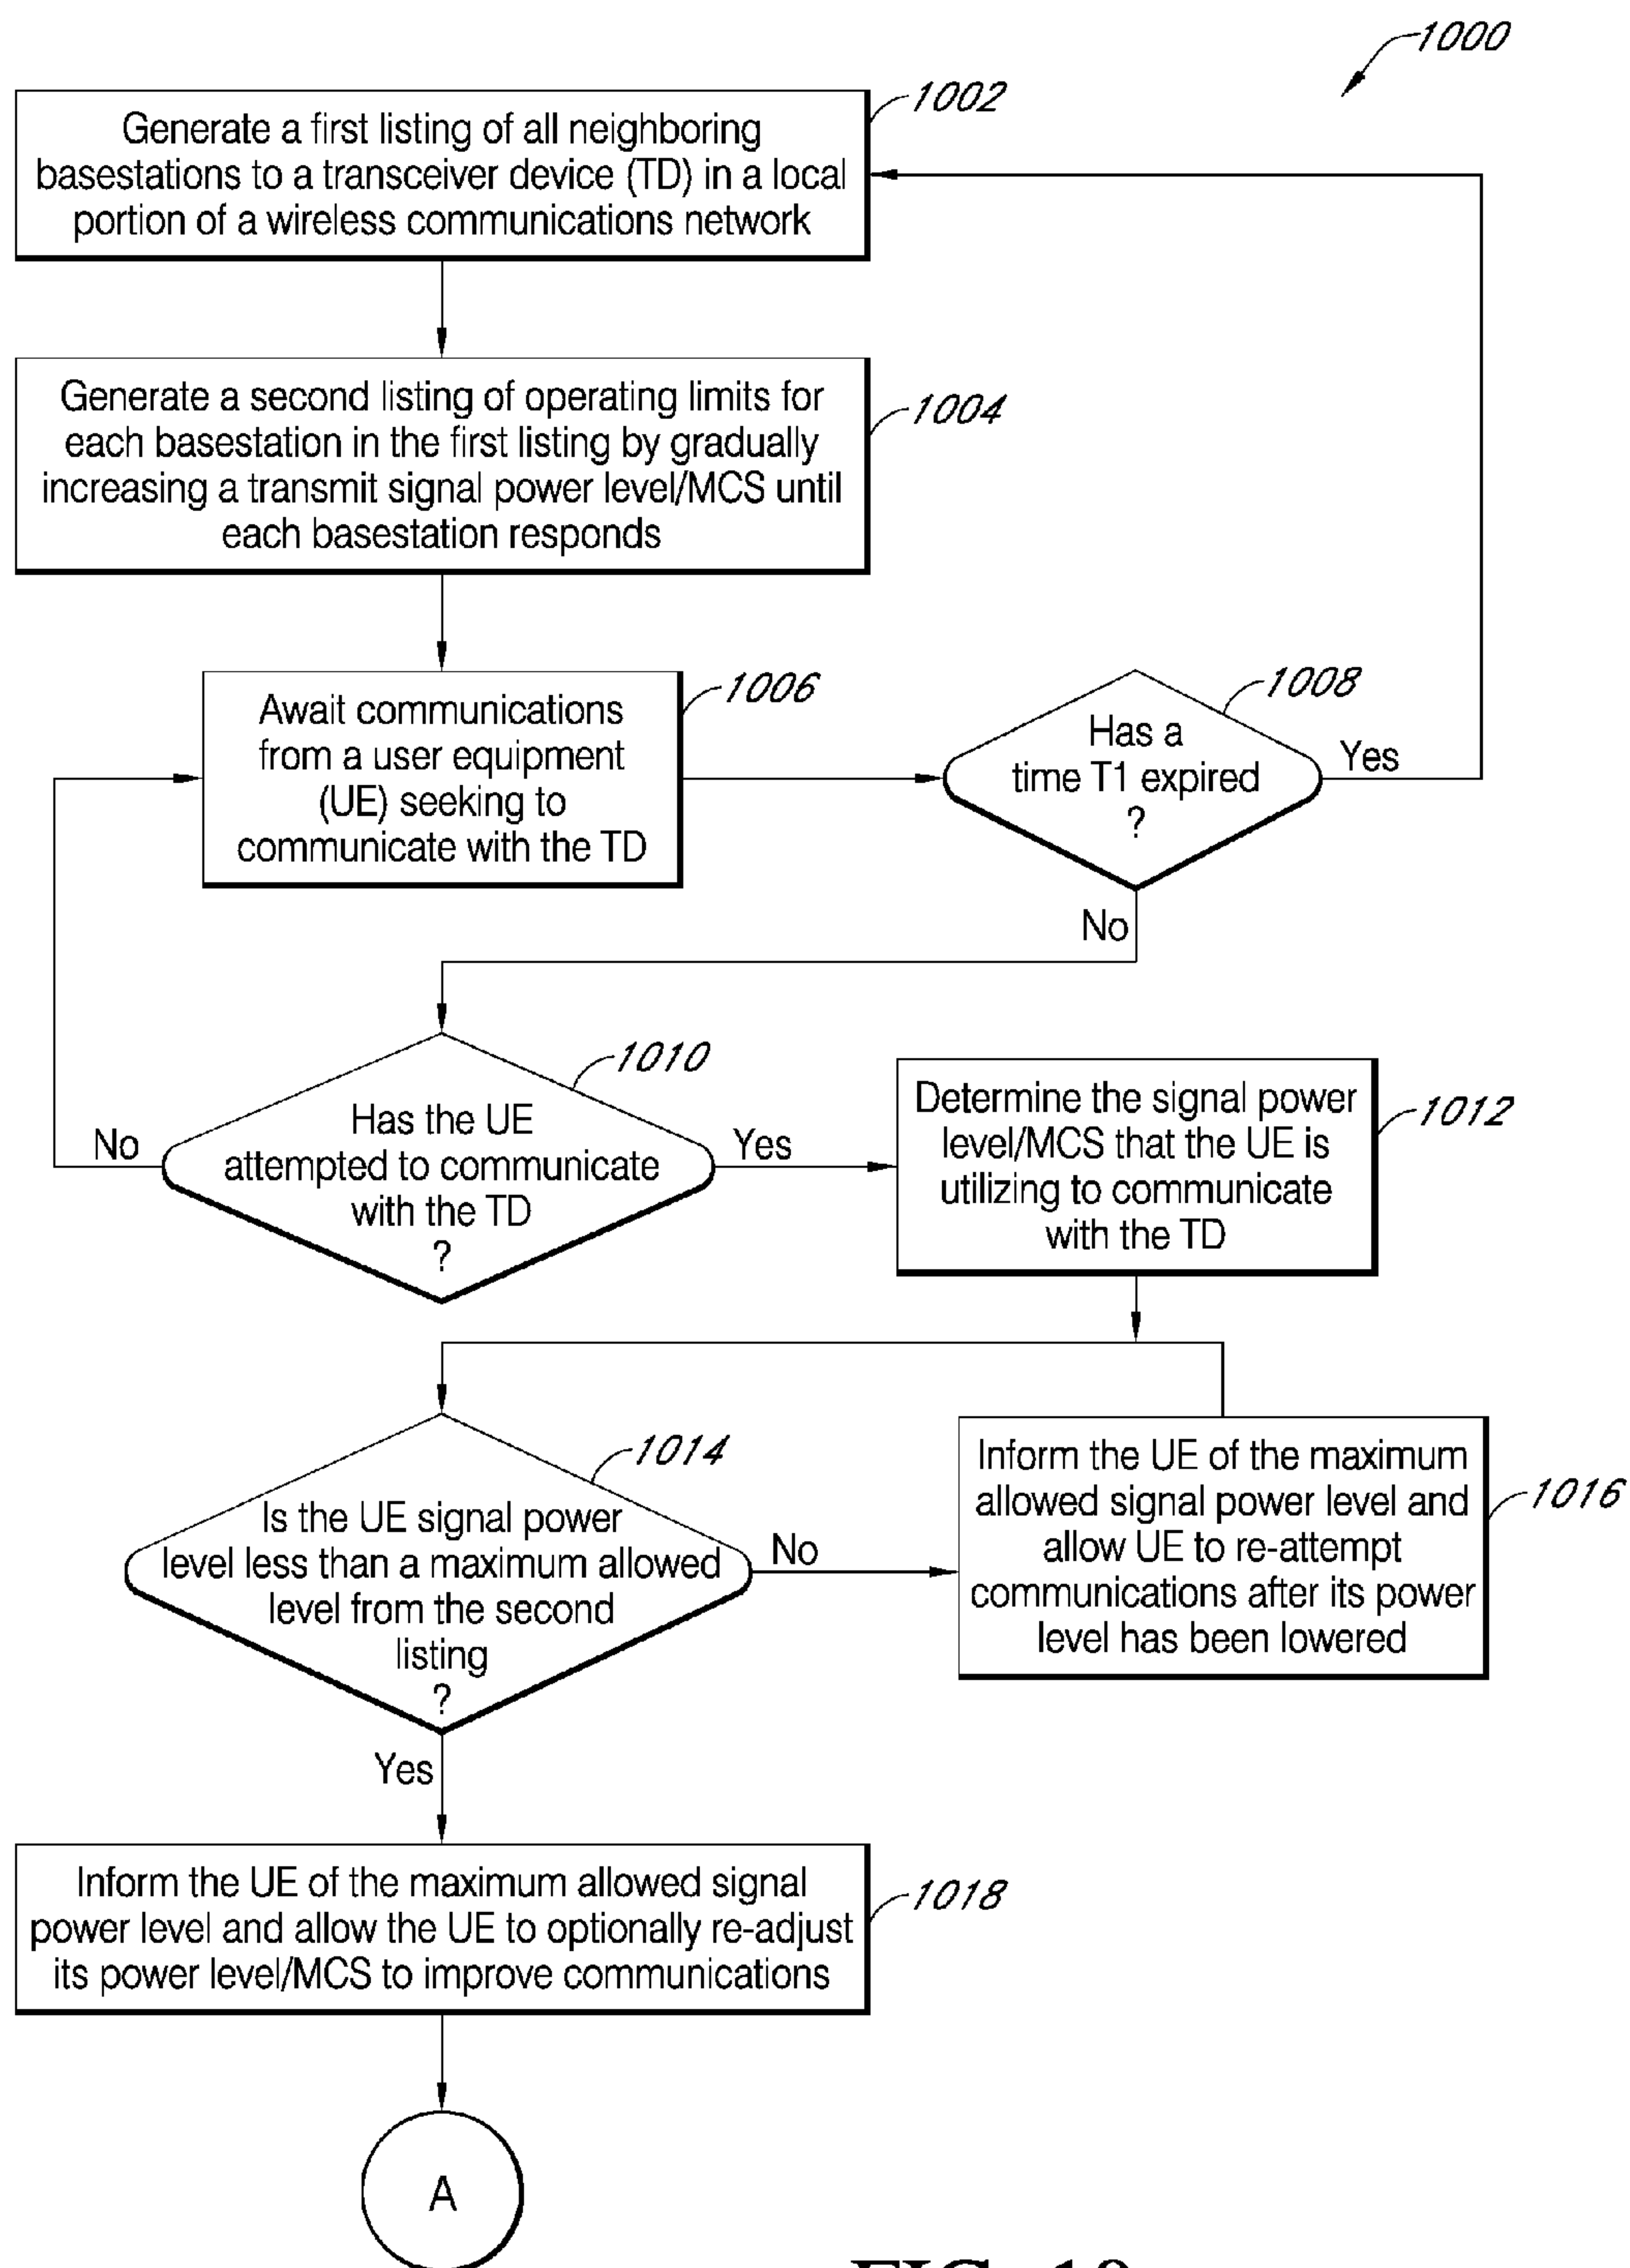 1000
1002
Generate a first listing of all neighboring
basestations to a transceiver device (TD) in a local
portion of a wireless communications network
Generate a second listing of operating limits for
each basestation in the first listing by gradually
increasing a transmit signal power level/MCS until
each basestation responds
1004
Await communications
from a user equipment
(UE) seeking to
communicate with the TD
1006
Has a
time T1 expired
?
1008
Yes
No
Has the UE
attempted to communicate
with the TD
?
1010
No
Yes
Determine the signal power
level/MCS that the UE is
utilizing to communicate
with the TD
1012
Is the UE signal power
level less than a maximum allowed
level from the second
listing
?
1014
No
Inform the UE of the maximum
allowed signal power level and
allow UE to re-attempt
communications after its power
level has been lowered
1016
Yes
Inform the UE of the maximum allowed signal
power level and allow the UE to optionally re-adjust
its power level/MCS to improve communications
1018
A